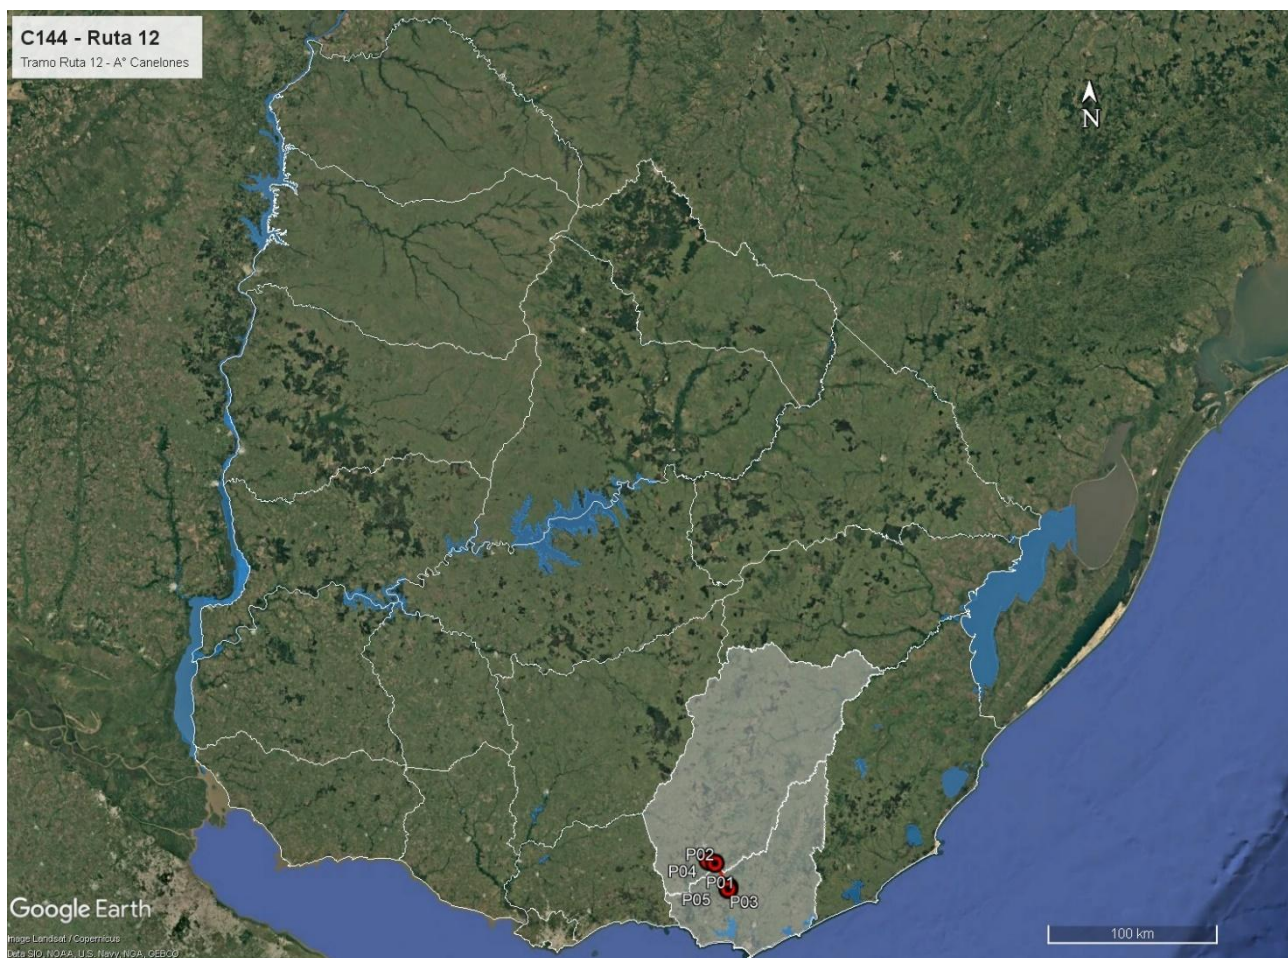 C144 - Ruta 12
Tramo Ruta 12 - A° Canelones
N
P02
P04
P01
P05
P03
Google Earth
100 km
Image Landsat / Copernicus
Data SIO, NOAA, U.S. Navy, NGA, GEBCO